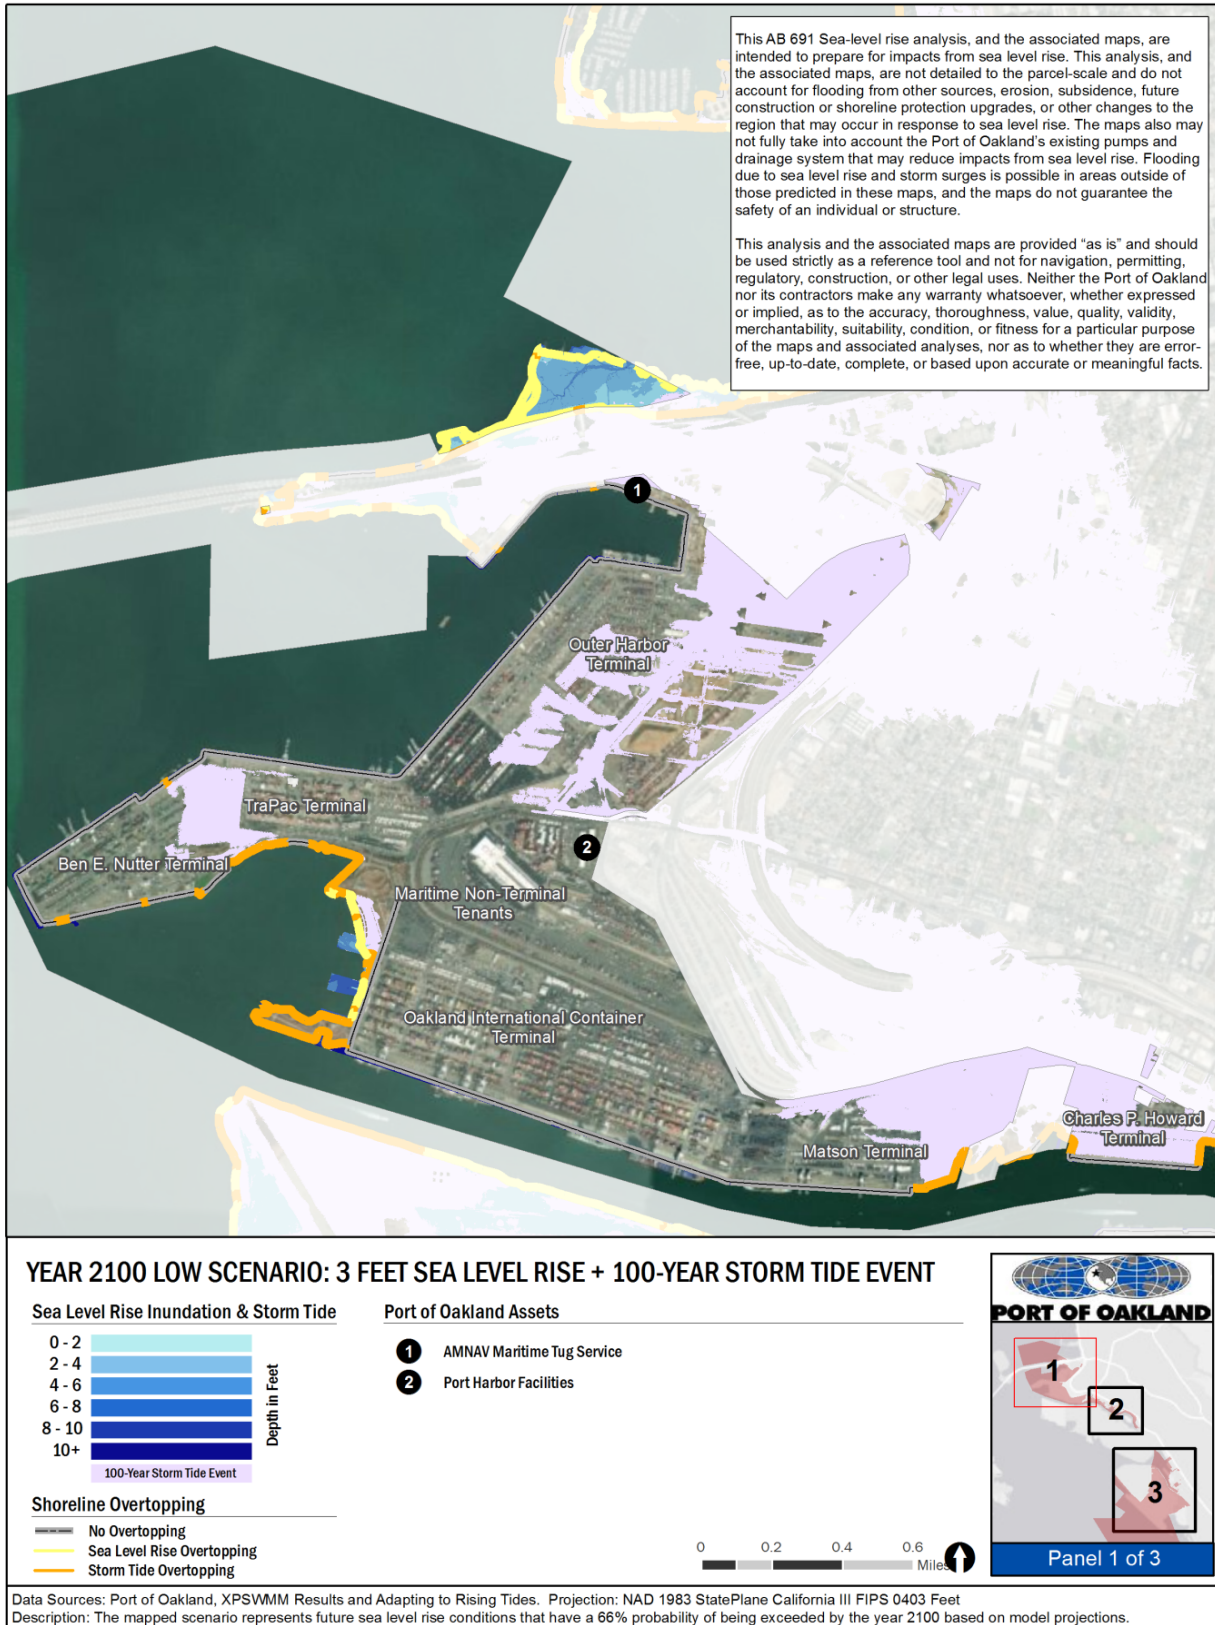 This AB 691 Sea-level rise analysis, and the associated maps, are
intended to prepare for impacts from sea level rise. This analysis, and
the associated maps, are not detailed to the parcel-scale and do not
account for flooding from other sources, erosion, subsidence, future
construction or shoreline protection upgrades, or other changes to the
region that may occur in response to sea level rise. The maps also may
not fully take into account the Port of Oakland's existing pumps and
drainage system that may reduce impacts from sea level rise. Flooding
due to sea level rise and storm surges is possible in areas outside of
those predicted in these maps, and the maps do not guarantee the
safety of an individual or structure.
This analysis and the associated maps are provided “as is” and should
be used strictly as a reference tool and not for navigation, permitting,
regulatory, construction, or other legal uses. Neither the Port of Oakland
nor its contractors make any warranty whatsoever, whether expressed
or implied, as to the accuracy, thoroughness, value, quality, validity,
merchantability, suitability, condition, or fitness for a particular purpose
of the maps and associated analyses, nor as to whether they are error-
free, up-to-date, complete, or based upon accurate or meaningful facts.
1
Outer Harbor
Terminal
TraPac Terminal
2
Ben E. Nutter Terminal
Maritime Non-Terminal
Tenants
Oakland International Container
Terminal
Charles P. Howard
Terminal
Matson Terminal
YEAR 2100 LOW SCENARIO: 3 FEET SEA LEVEL RISE + 100-YEAR STORM TIDE EVENT
Sea Level Rise Inundation & Storm Tide
0 - 2
2 - 4
4 - 6
6 - 8
8 - 10
10+
Depth in Feet
100-Year Storm Tide Event
Shoreline Overtopping
No Overtopping
Sea Level Rise Overtopping
Storm Tide Overtopping
Port of Oakland Assets
1 AMNAV Maritime Tug Service
2 Port Harbor Facilities
0 0.2 0.4 0.6
Miles
PORT OF OAKLAND
1
2
3
Panel 1 of 3
Data Sources: Port of Oakland, XPSWMM Results and Adapting to Rising Tides. Projection: NAD 1983 StatePlane California III FIPS 0403 Feet
Description: The mapped scenario represents future sea level rise conditions that have a 66% probability of being exceeded by the year 2100 based on model projections.